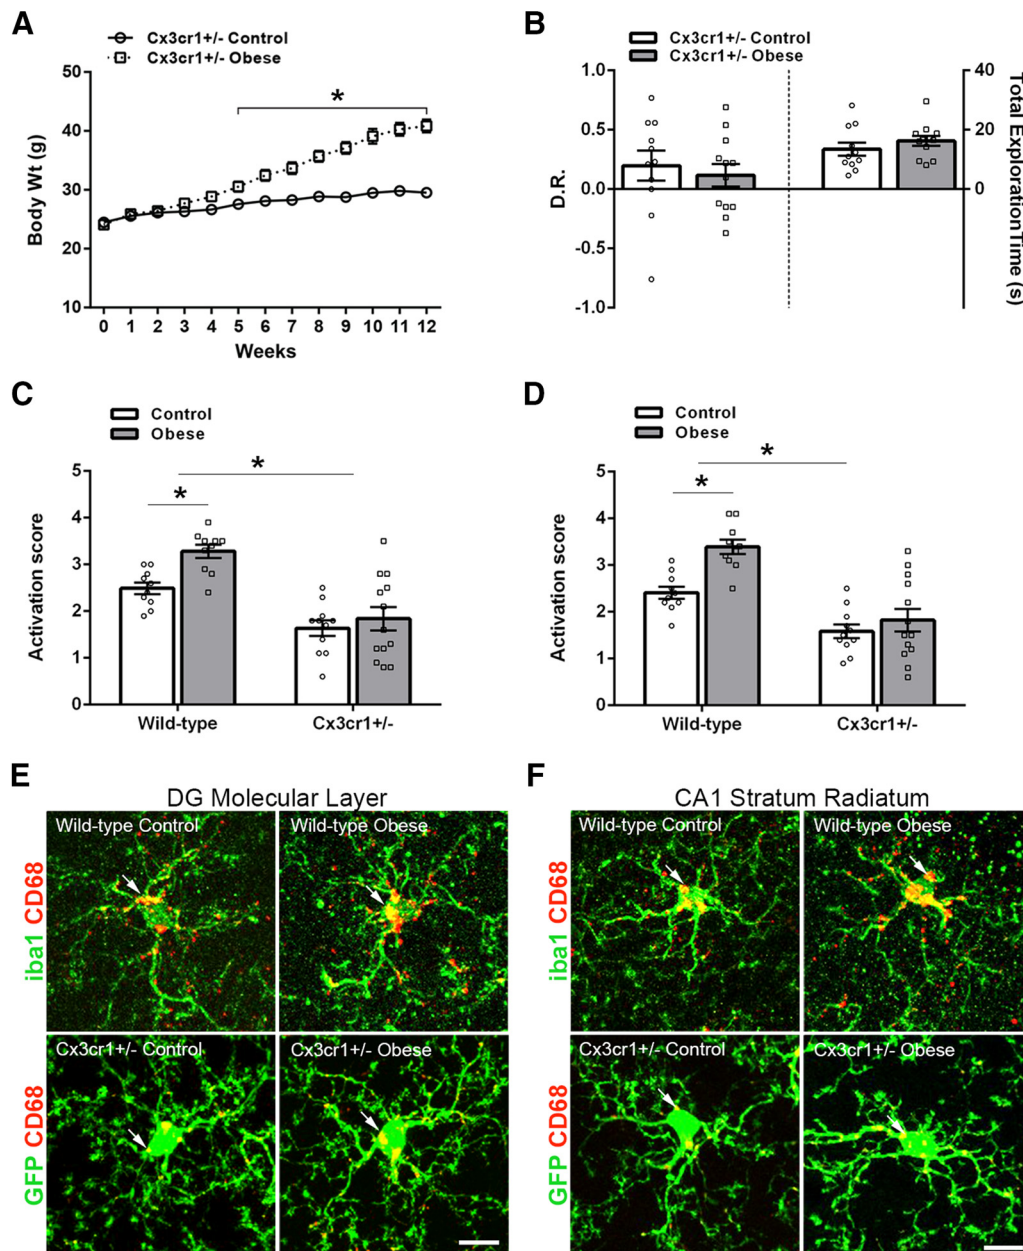 A
Cx3cr1+/- Control
Cx3cr1+/- Obese
50
40
30
20
10
Body Wt (g)
*
0 1 2 3 4 5 6 7 8 9 10 11 12
Weeks
B
Cx3cr1+/- Control
Cx3cr1+/- Obese
1.0
0.5
0.0
-0.5
-1.0
D.R.
40
20
0
Total ExplorationTime (s)
C
Control
Obese
5
4
3
2
1
0
Activation score
*
*
Wild-type Cx3cr1+/-
D
Control
Obese
5
4
3
2
1
0
Activation score
*
*
Wild-type Cx3cr1+/-
E
DG Molecular Layer
Wild-type Control
Wild-type Obese
iba1 CD68
Cx3cr1+/- Control
Cx3cr1+/- Obese
GFP CD68
F
CA1 Stratum Radiatum
Wild-type Control
Wild-type Obese
iba1 CD68
Cx3cr1+/- Control
Cx3cr1+/- Obese
GFP CD68